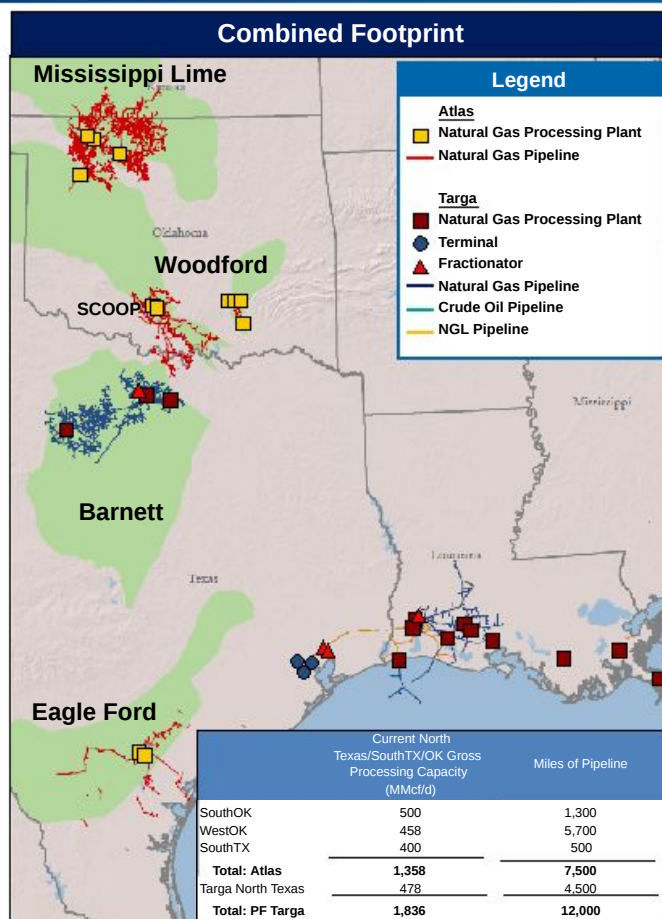 Combined Footprint
Mississippi Lime
Kansas
Legend
Atlas
Natural Gas Processing Plant
Natural Gas Pipeline
Targa
Natural Gas Processing Plant
Terminal
Fractionator
Natural Gas Pipeline
Crude Oil Pipeline
NGL Pipeline
Oklahoma
Woodford
SCOOP
Mississippi
Barnett
Louisiana
Texas
Eagle Ford
Current North
Texas/SouthTX/OK Gross
Processing Capacity
(MMcf/d)
Miles of Pipeline
SouthOK 500 1,300
WestOK 458 5,700
SouthTX 400 500
Total: Atlas 1,358 7,500
Targa North Texas 478 4,500
Total: PF Targa 1,836 12,000